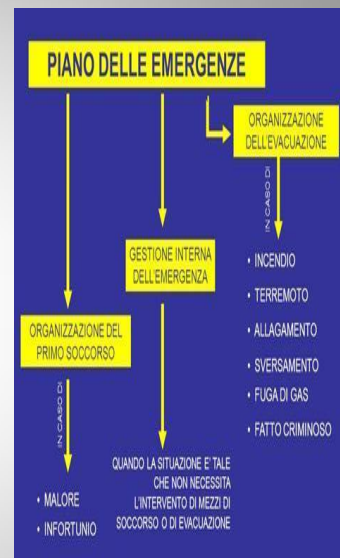 PIANO DELLE EMERGENZE
ORGANIZZAZIONE
DELL'EVACUAZIONE
IN CASO DI
• INCENDIO
• TERREMOTO
• ALLAGAMENTO
• SVERSAMENTO
• FUGA DI GAS
• FATTO CRIMINOSO
GESTIONE INTERNA
DELL'EMERGENZA
QUANDO LA SITUAZIONE E' TALE
CHE NON NECESSITA
L'INTERVENTO DI MEZZI DI
SOCCORSO O DI EVACUAZIONE
ORGANIZZAZIONE DEL
PRIMO SOCCORSO
IN CASO DI
• MALORE
• INFORTUNIO